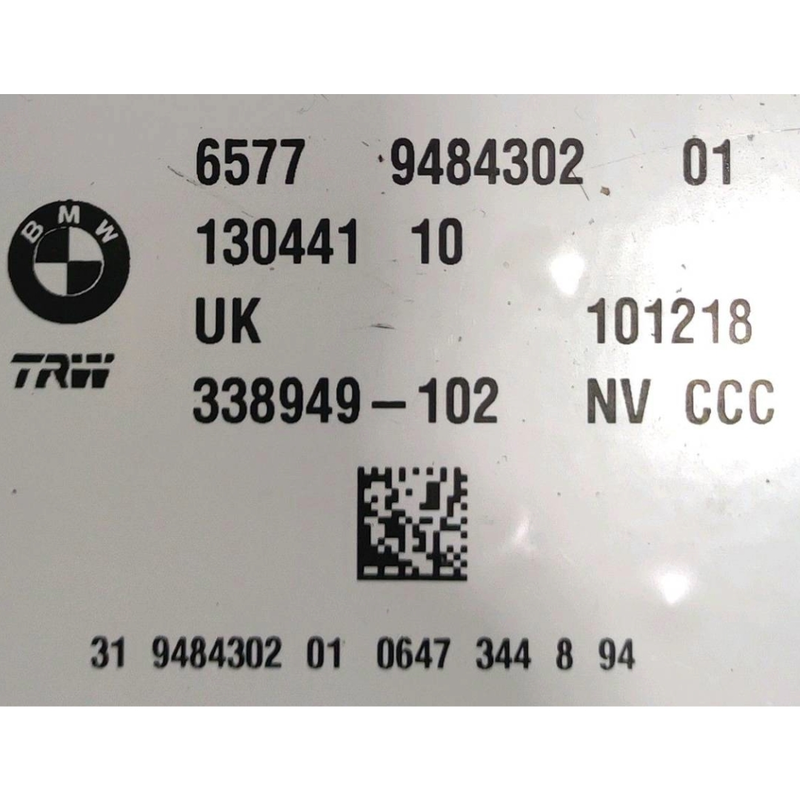 6577 9484302 01
BMW
130441 10
UK 101218
TRW
338949-102 NV CCC
31 9484302 01 0647 344 8 94